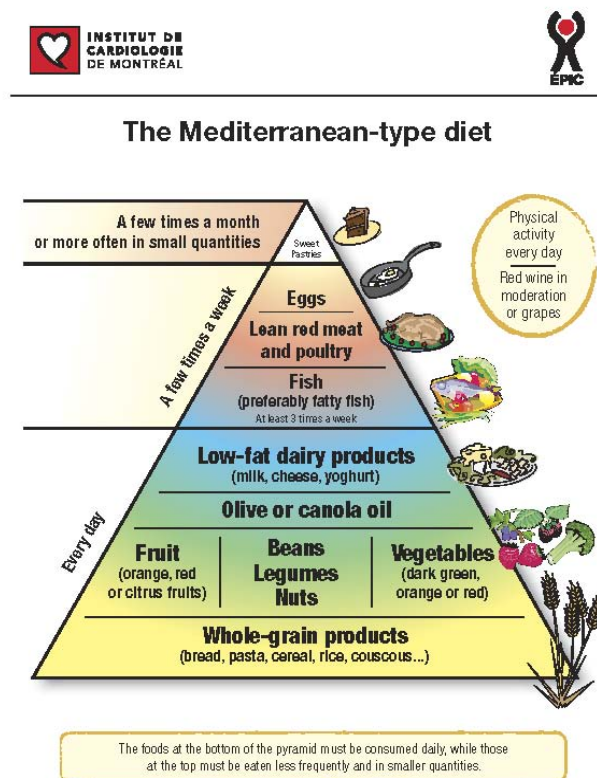 INSTITUT DE
CARDIOLOGIE
DE MONTRÉAL
ÉPIC
The Mediterranean-type diet
A few times a month
or more often in small quantities
Sweet
Pastries
Physical
activity
every day
Red wine in
moderation
or grapes
A few times a week
Eggs
Lean red meat
and poultry
Fish
(preferably fatty fish)
At least 3 times a week
Every day
Low-fat dairy products
(milk, cheese, yoghurt)
Olive or canola oil
Fruit
(orange, red
or citrus fruits)
Beans
Legumes
Nuts
Vegetables
(dark green,
orange or red)
Whole-grain products
(bread, pasta, cereal, rice, couscous...)
The foods at the bottom of the pyramid must be consumed daily, while those
at the top must be eaten less frequently and in smaller quantities.